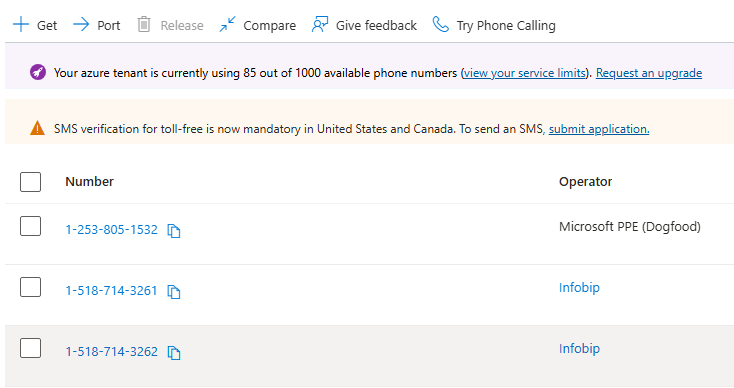 Get Port Release Compare Give feedback Try Phone Calling
Your azure tenant is currently using 85 out of 1000 available phone numbers (view your service limits). Request an upgrade
SMS verification for toll-free is now mandatory in United States and Canada. To send an SMS, submit application.
Number Operator
1-253-805-1532 Microsoft PPE (Dogfood)
1-518-714-3261 Infobip
1-518-714-3262 Infobip